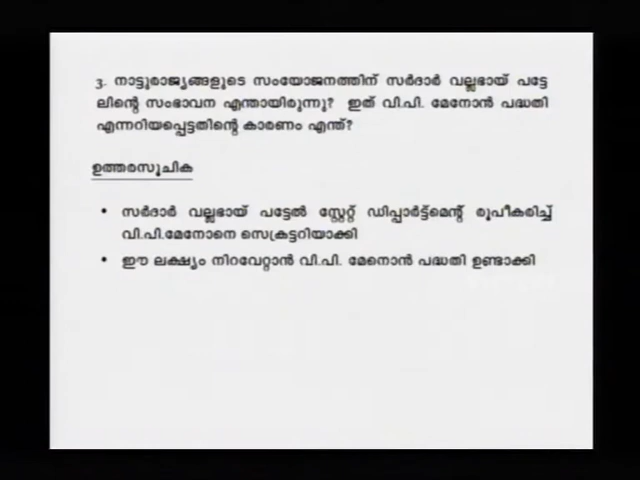 3. നാട്ടുരാജ്യങ്ങളുടെ സംയോജനത്തിന് സർദാർ വല്ലഭായ് പട്ടേ
ലിന്റെ സംഭാവന എന്തായിരുന്നു? ഇത് വി.പി. മേനോൻ പദ്ധതി
എന്നറിയപ്പെട്ടതിന്റെ കാരണം എന്ത്?
ഉത്തരസൂചിക
• സർദാർ വല്ലഭായ് പട്ടേൽ സ്റ്റേറ്റ് ഡിപ്പാർട്ട്മെന്റ് രൂപീകരിച്ച്
വി.പി.മേനോനെ സെക്രട്ടറിയാക്കി
• ഈ ലക്ഷ്യം നിറവേറ്റാൻ വി.പി. മേനൊൻ പദ്ധതി ഉണ്ടാക്കി